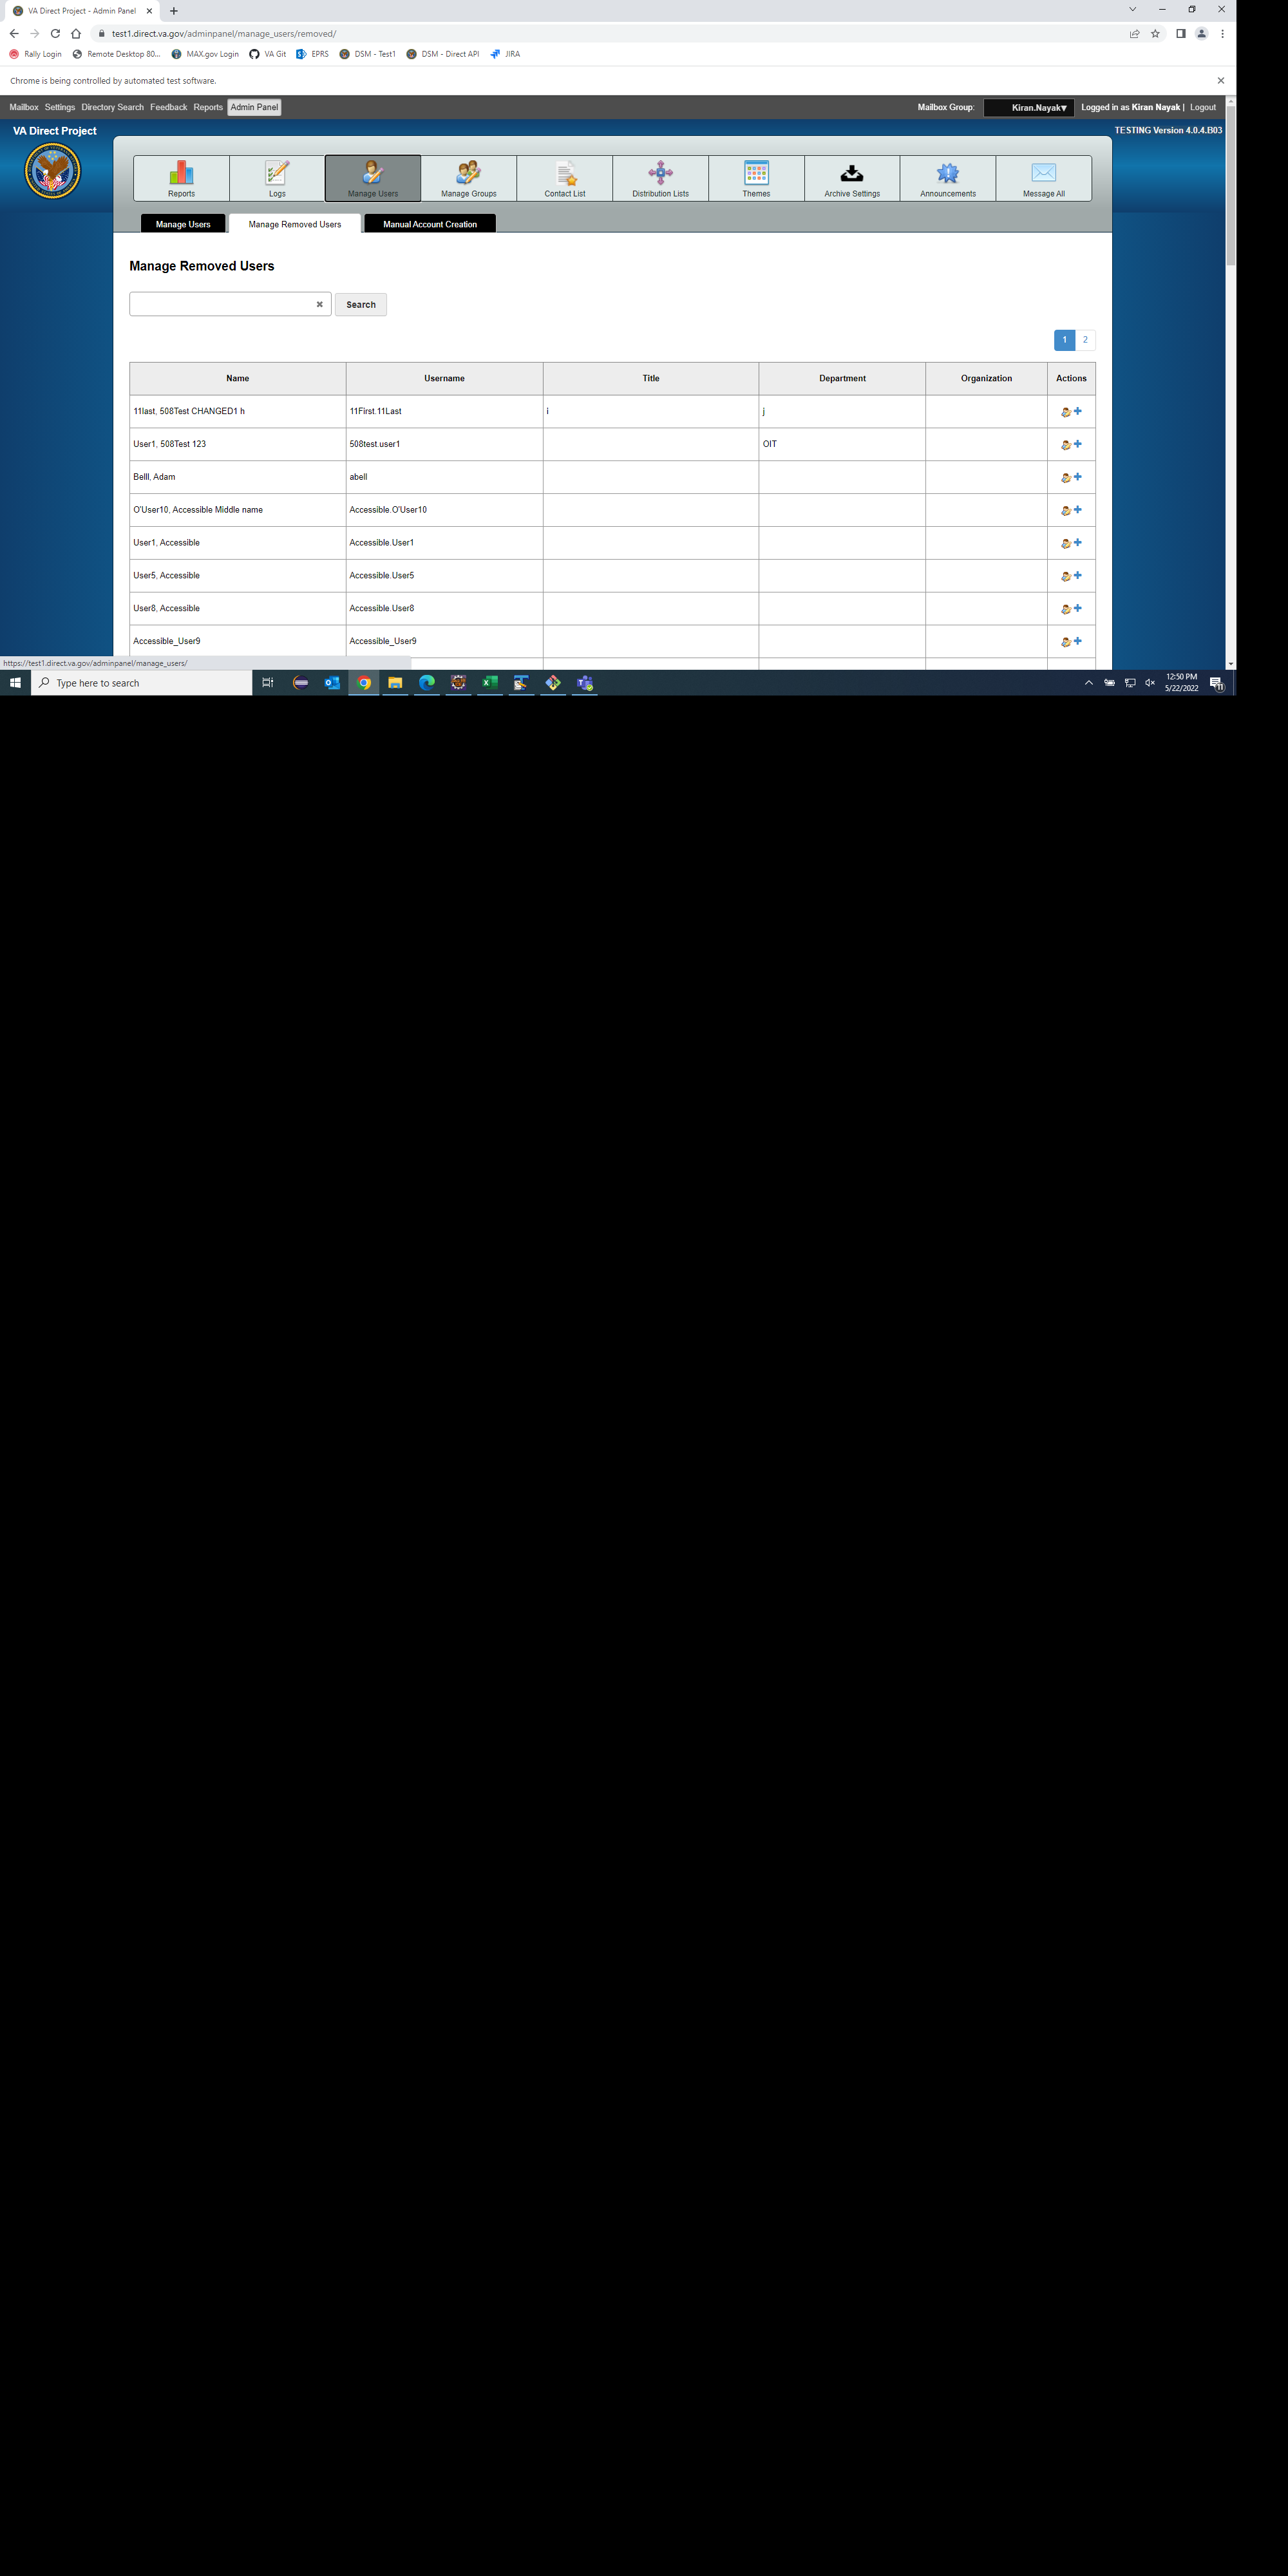 VA Direct Project - Admin Panel
test1.direct.va.gov/adminpanel/manage_users/removed/
Rally Login Remote Desktop 80... MAX.gov Login VA Git EPRS DSM - Test1 DSM - Direct API JIRA
Chrome is being controlled by automated test software.
Mailbox Settings Directory Search Feedback Reports Admin Panel Mailbox Group: Kiran.Nayak▼ Logged in as Kiran Nayak | Logout
VA Direct Project TESTING Version 4.0.4.B03
Reports Logs Manage Users Manage Groups Contact List Distribution Lists Themes Archive Settings Announcements Message All
Manage Users Manage Removed Users Manual Account Creation
Manage Removed Users
Search
1 2
Name Username Title Department Organization Actions
11last, 508Test CHANGED1 h 11First.11Last i j
User1, 508Test 123 508test.user1 OIT
Belll, Adam abell
O'User10, Accessible Middle name Accessible.O'User10
User1, Accessible Accessible.User1
User5, Accessible Accessible.User5
User8, Accessible Accessible.User8
Accessible_User9 Accessible_User9
https://test1.direct.va.gov/adminpanel/manage_users/
Type here to search
12:50 PM
5/22/2022
11